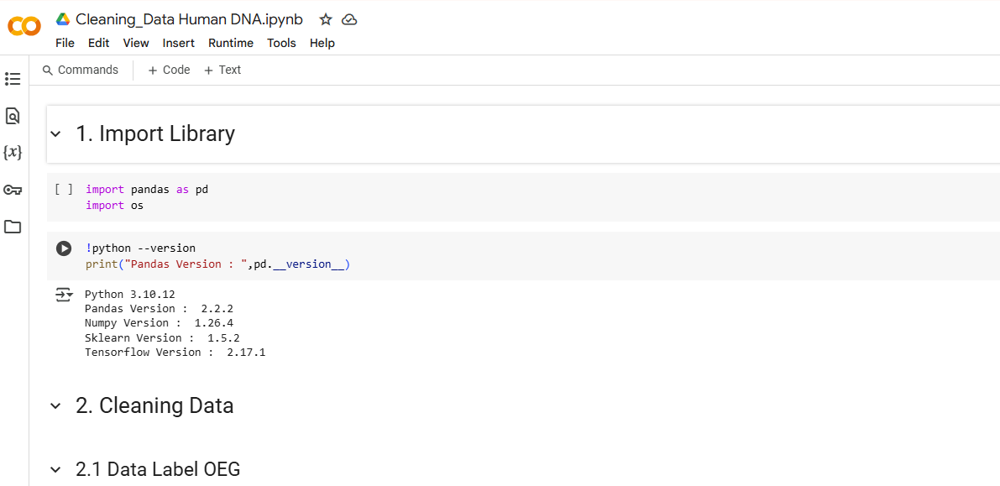 Cleaning_Data Human DNA.ipynb
File Edit View Insert Runtime Tools Help
Commands + Code + Text
1. Import Library
[ ] import pandas as pd
import os
!python --version
print("Pandas Version : ",pd.__version__)
Python 3.10.12
Pandas Version :  2.2.2
Numpy Version :  1.26.4
Sklearn Version :  1.5.2
Tensorflow Version :  2.17.1
2. Cleaning Data
2.1 Data Label OEG